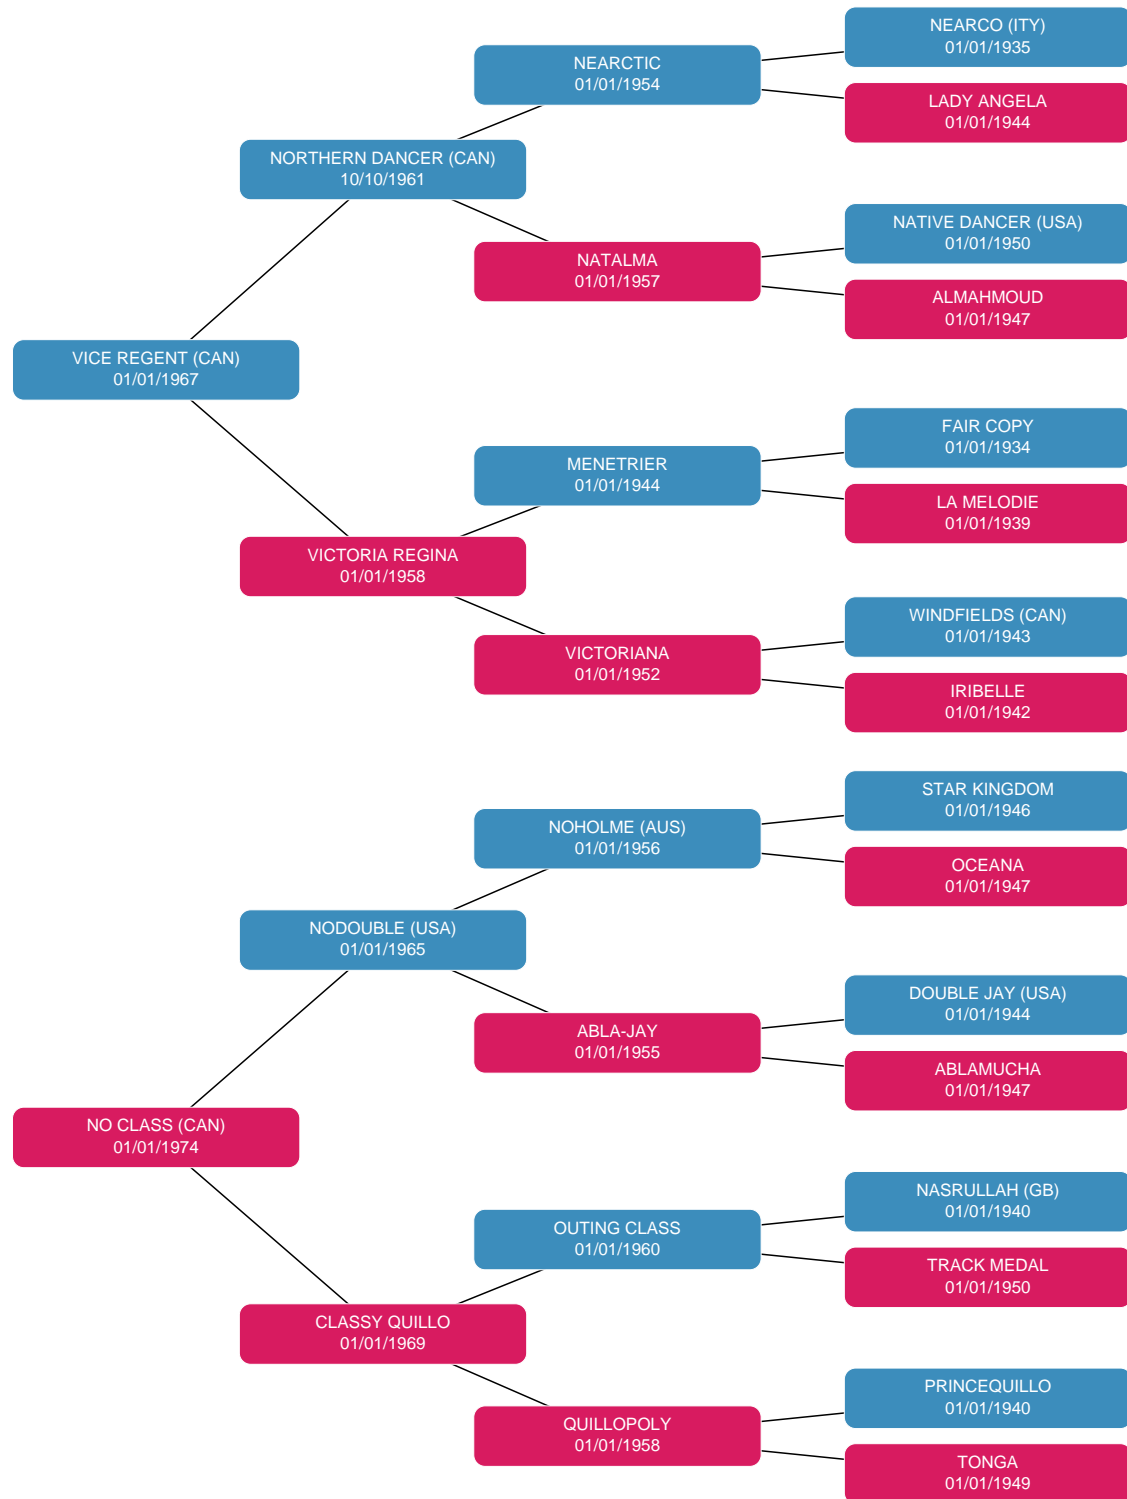 NEARCO (ITY)
01/01/1935
NEARCTIC
01/01/1954
LADY ANGELA
01/01/1944
NORTHERN DANCER (CAN)
10/10/1961
NATIVE DANCER (USA)
01/01/1950
NATALMA
01/01/1957
ALMAHMOUD
01/01/1947
VICE REGENT (CAN)
01/01/1967
FAIR COPY
01/01/1934
MENETRIER
01/01/1944
LA MELODIE
01/01/1939
VICTORIA REGINA
01/01/1958
WINDFIELDS (CAN)
01/01/1943
VICTORIANA
01/01/1952
IRIBELLE
01/01/1942
STAR KINGDOM
01/01/1946
NOHOLME (AUS)
01/01/1956
OCEANA
01/01/1947
NODOUBLE (USA)
01/01/1965
DOUBLE JAY (USA)
01/01/1944
ABLA-JAY
01/01/1955
ABLAMUCHA
01/01/1947
NO CLASS (CAN)
01/01/1974
NASRULLAH (GB)
01/01/1940
OUTING CLASS
01/01/1960
TRACK MEDAL
01/01/1950
CLASSY QUILLO
01/01/1969
PRINCEQUILLO
01/01/1940
QUILLOPOLY
01/01/1958
TONGA
01/01/1949